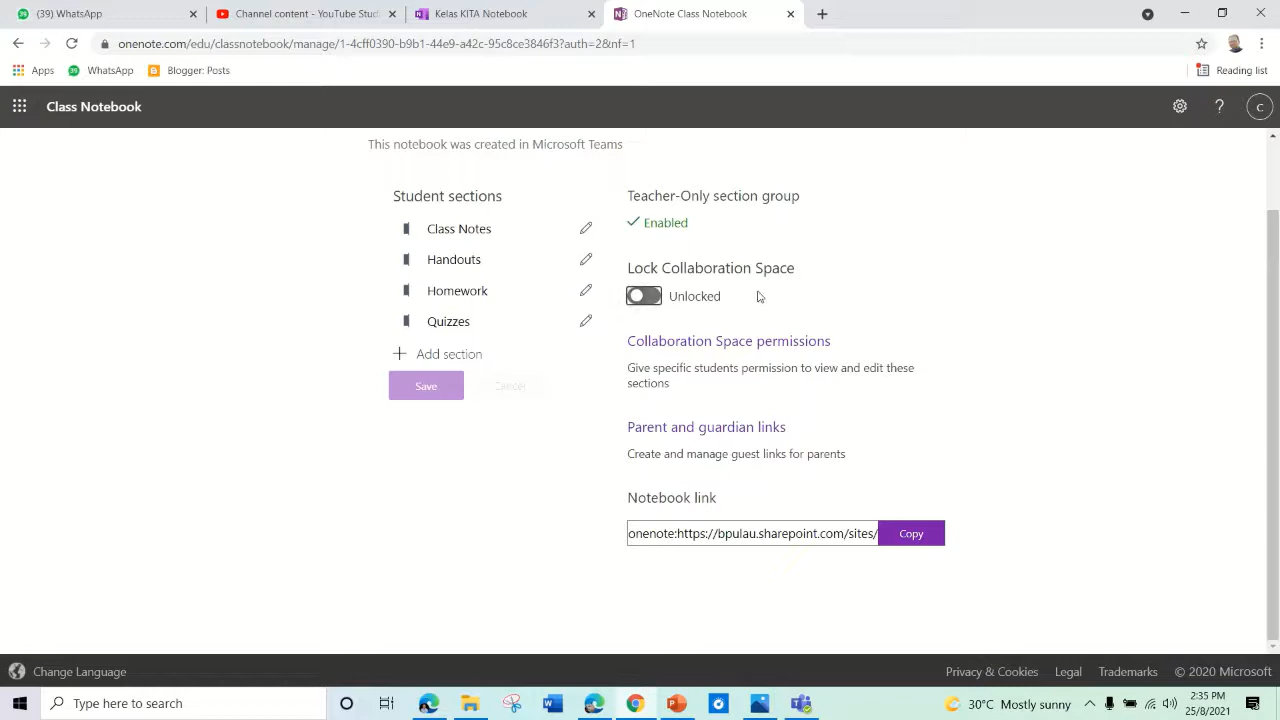 (39) WhatsApp
Channel content - YouTube Stud
Kelas KITA Notebook
OneNote Class Notebook
onenote.com/edu/classnotebook/manage/1-4cff0390-b9b1-44e9-a42c-95c8ce3846f3?auth=2&nf=1
Apps
WhatsApp
Blogger: Posts
Reading list
Class Notebook
?
C
This notebook was created in Microsoft Teams
Student sections
Class Notes
Handouts
Homework
Quizzes
Add section
Save
Cancel
Teacher-Only section group
Enabled
Lock Collaboration Space
Unlocked
Collaboration Space permissions
Give specific students permission to view and edit these
sections
Parent and guardian links
Create and manage guest links for parents
Notebook link
onenote:https://bpulau.sharepoint.com/sites/
Copy
Change Language
Privacy & Cookies
Legal
Trademarks
© 2020 Microsoft
Type here to search
30°C Mostly sunny
2:35 PM
25/8/2021